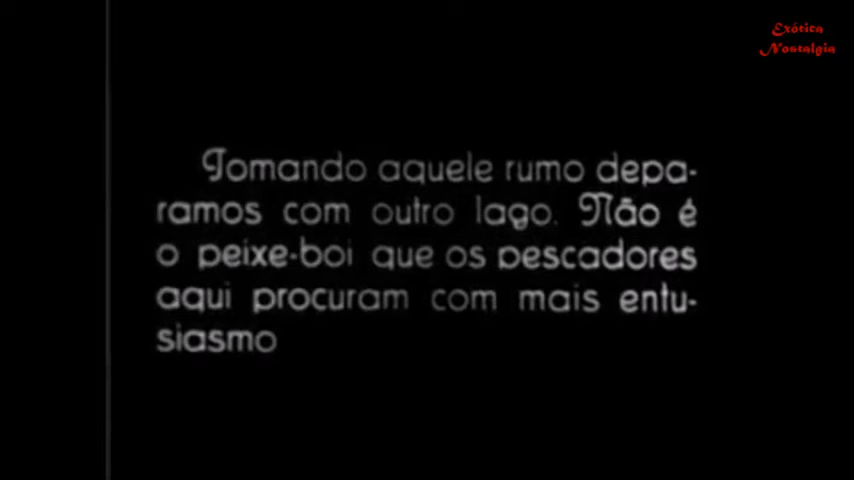 Exótica
Nostalgia
Tomando aquele rumo depa-
ramos com outro lago. Não é
o peixe-boi que os pescadores
aqui procuram com mais entu-
siasmo